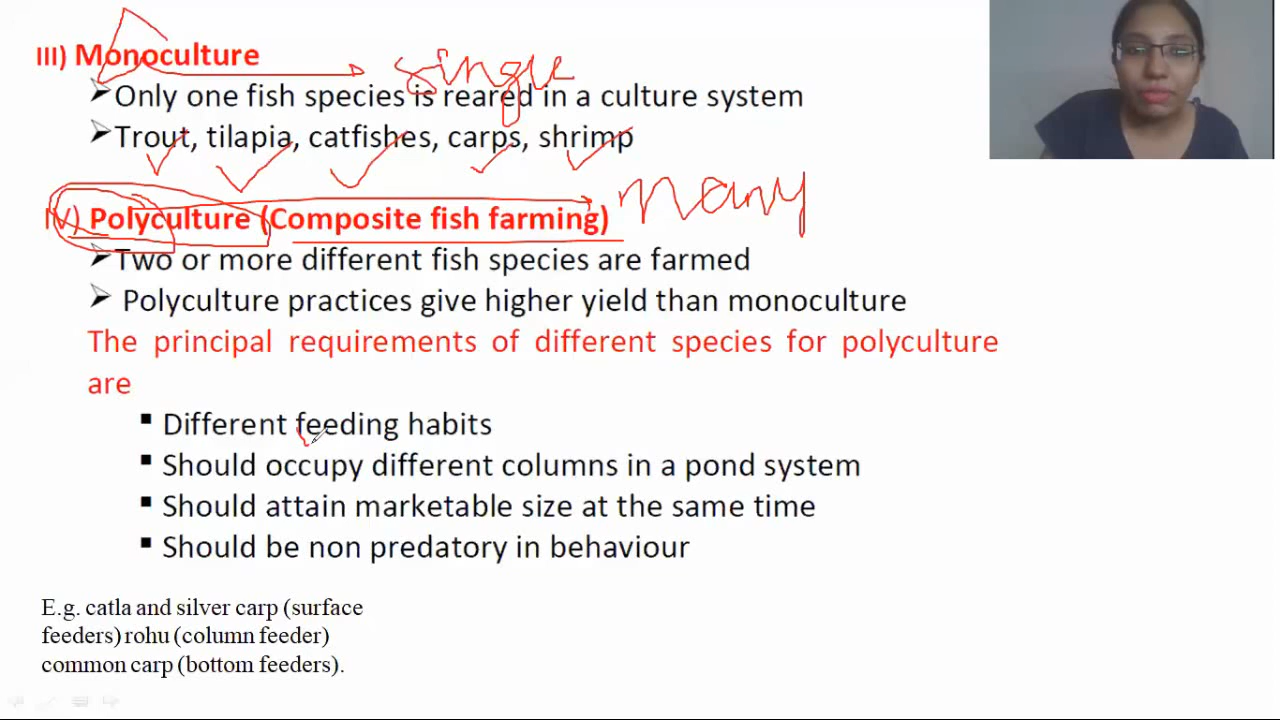 III) Monoculture
single
Only one fish species is reared in a culture system
Trout, tilapia, catfishes, carps, shrimp
IV) Polyculture (Composite fish farming)
many
Two or more different fish species are farmed
Polyculture practices give higher yield than monoculture
The principal requirements of different species for polyculture
are
Different feeding habits
Should occupy different columns in a pond system
Should attain marketable size at the same time
Should be non predatory in behaviour
E.g. catla and silver carp (surface
feeders) rohu (column feeder)
common carp (bottom feeders).